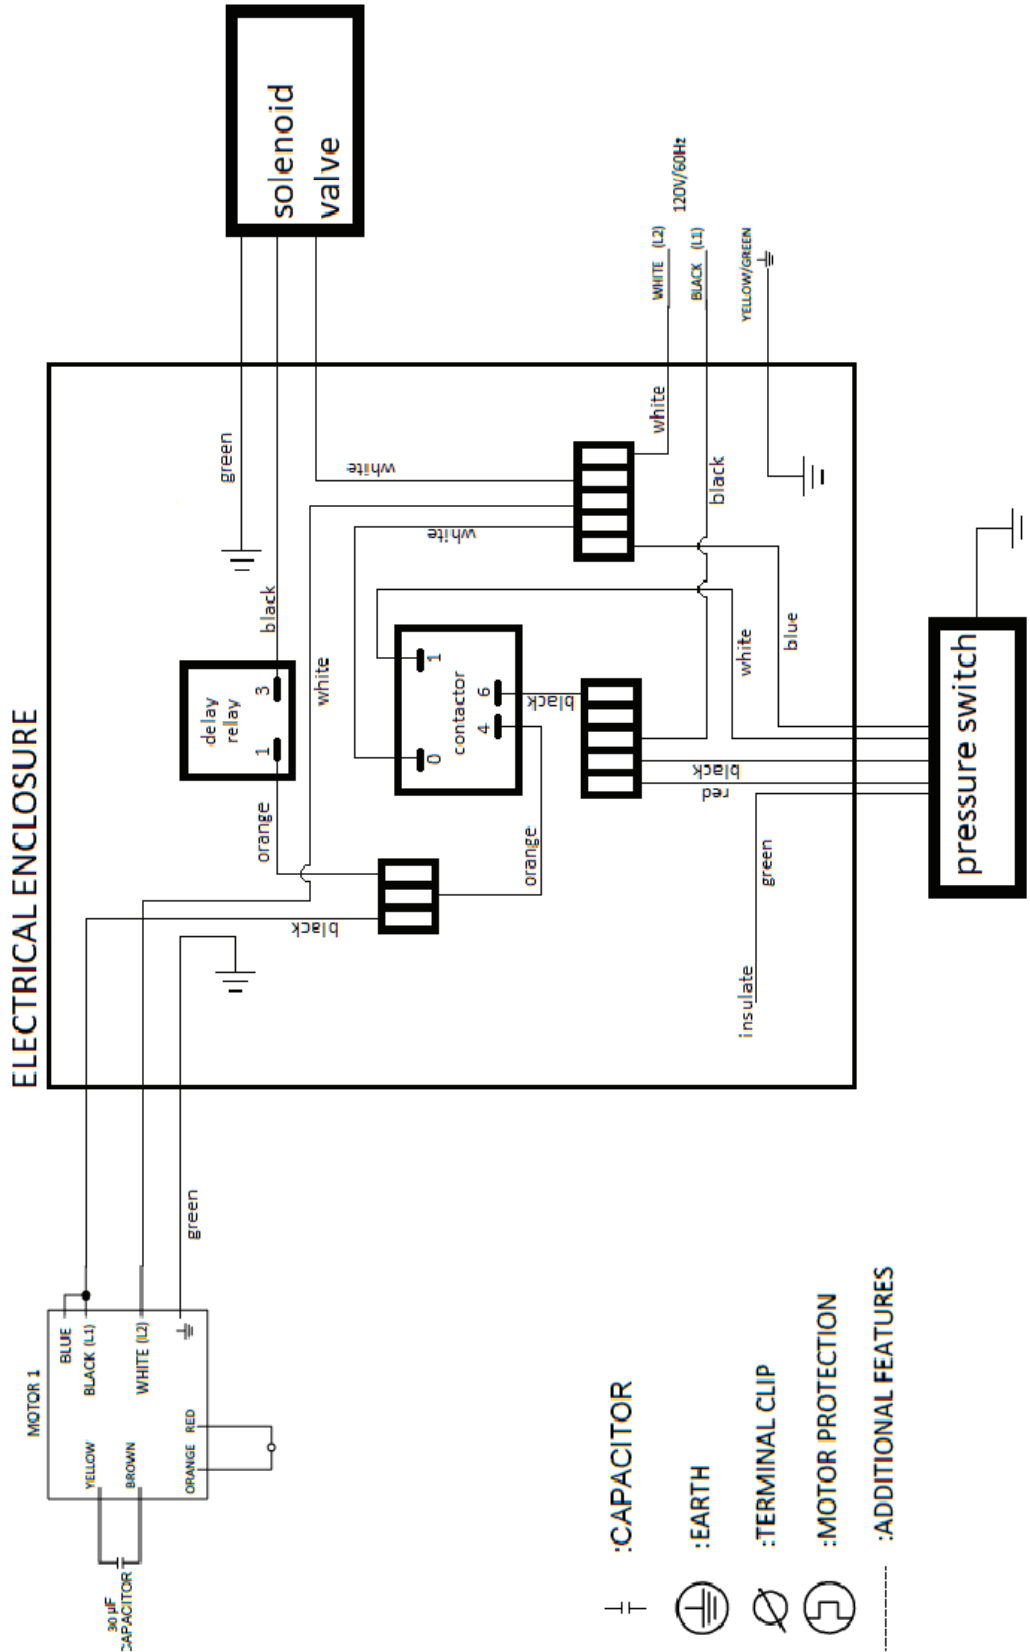 ELECTRICAL ENCLOSURE
MOTOR 1
BLUE
BLACK (L1)
WHITE (L2)
YIELLOW
BROWN
ORANGE
RED
30 µF
CAPACITOR
green
black
orange
white
green
delay
relay
1
3
black
white
green
solenoid
valve
white
white
contactor
0
1
4
6
black
orange
white
black
WHITE (L2)
BLACK (L1)
120V/60Hz
YELLOW/GREEN
blue
white
black
red
green
insulate
pressure switch
:CAPACITOR
:EARTH
:TERMINAL CLIP
:MOTOR PROTECTION
:ADDITIONAL FEATURES